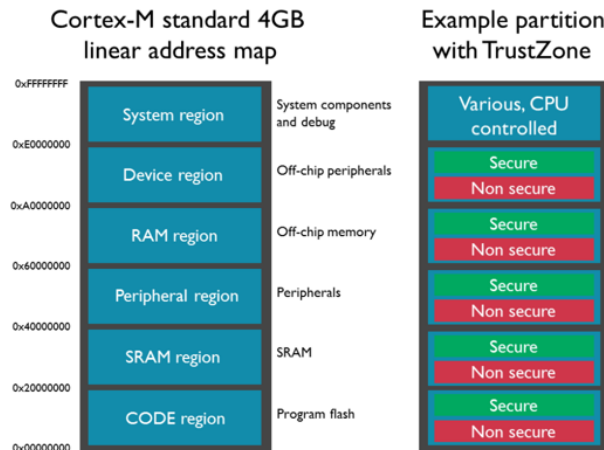 Cortex-M standard 4GB
linear address map
Example partition
with TrustZone
0xFFFFFFFF
System region
System components
and debug
Various, CPU
controlled
0xE0000000
Device region
Off-chip peripherals
Secure
Non secure
0xA0000000
RAM region
Off-chip memory
Secure
Non secure
0x60000000
Peripheral region
Peripherals
Secure
Non secure
0x40000000
SRAM region
SRAM
Secure
Non secure
0x20000000
CODE region
Program flash
Secure
Non secure
0x00000000